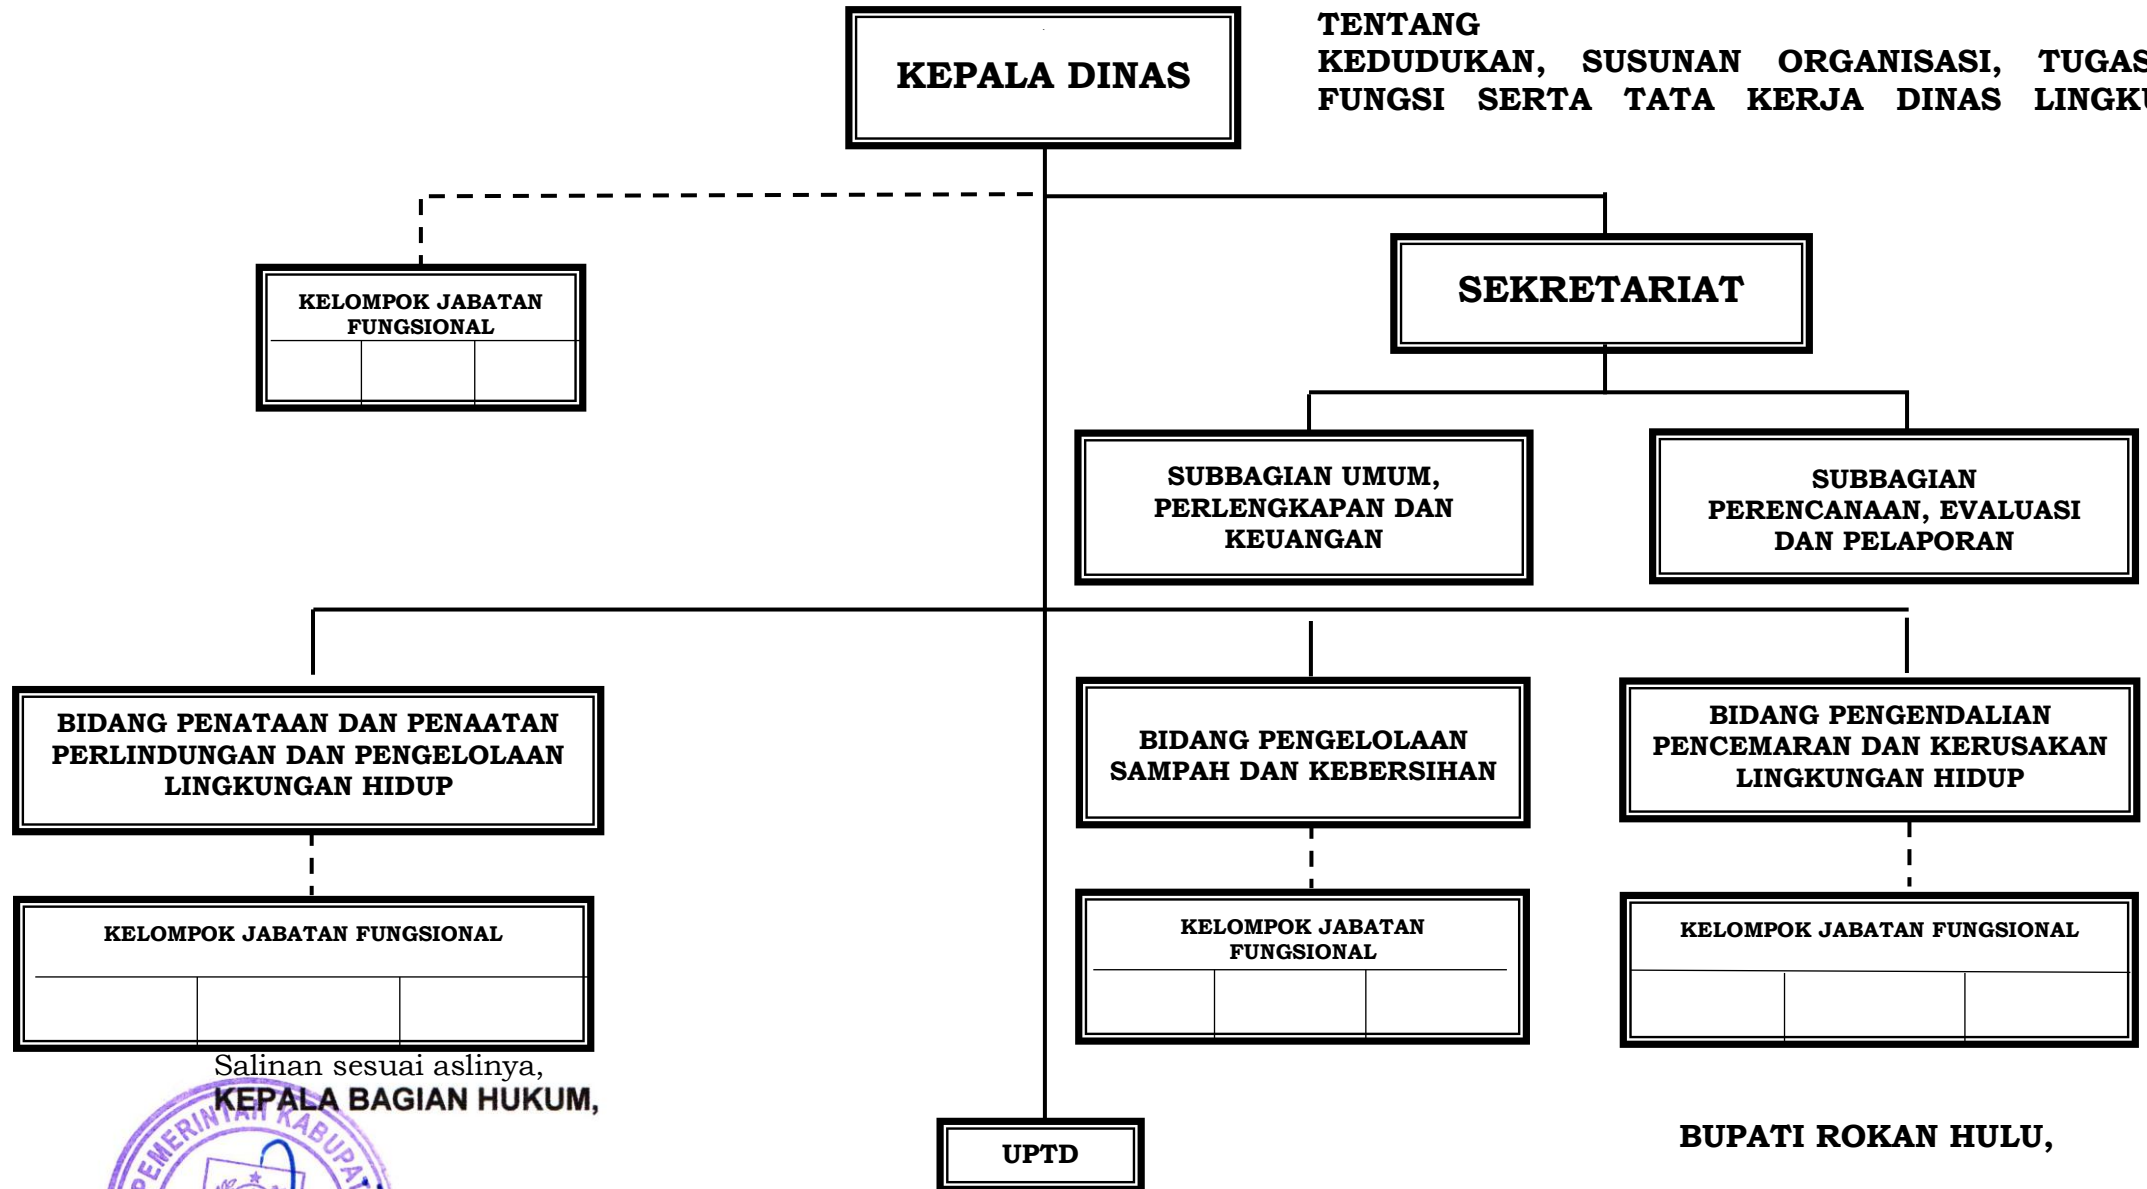 TENTANG
KEDUDUKAN, SUSUNAN ORGANISASI, TUGAS
FUNGSI SERTA TATA KERJA DINAS
KEPALA DINAS
KELOMPOK JABATAN
FUNGSIONAL
SEKRETARIAT
SUBBAGIAN UMUM,
PERLENGKAPAN DAN
KEUANGAN
SUBBAGIAN
PERENCANAAN, EVALUASI
DAN PELAPORAN
BIDANG PENATAAN DAN PENAATAN
PERLINDUNGAN DAN PENGELOLAAN
LINGKUNGAN HIDUP
BIDANG PENGELOLAAN
SAMPAH DAN KEBERSIHAN
BIDANG PENGENDALIAN
PENCEMARAN DAN KERUSAKAN
LINGKUNGAN HIDUP
KELOMPOK JABATAN FUNGSIONAL
KELOMPOK JABATAN
FUNGSIONAL
KELOMPOK JABATAN FUNGSIONAL
Salinan sesuai aslinya,
KEPALA BAGIAN HUKUM,
PEMERINTAH
UPTD
BUPATI ROKAN HULU,